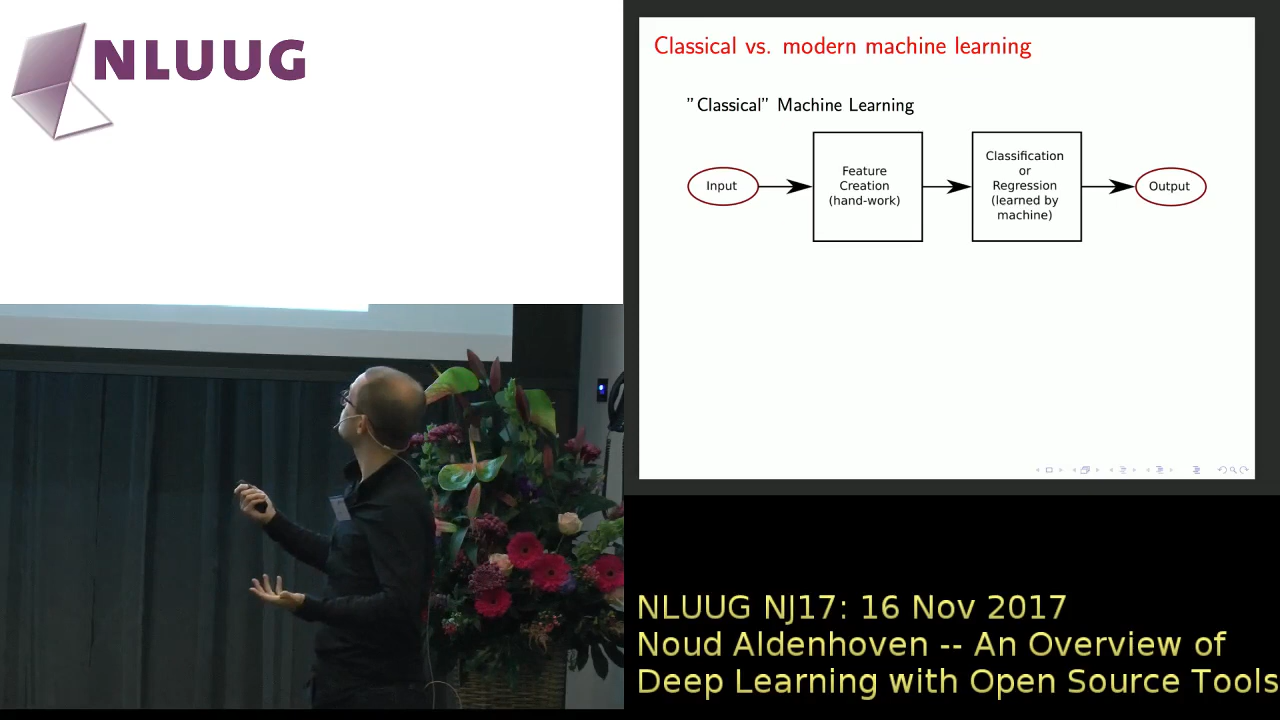 NLUUG
Classical vs. modern machine learning
"Classical" Machine Learning
Input
Feature
Creation
(hand-work)
Classification
or
Regression
(learned by
machine)
Output
NLUUG NJ17: 16 Nov 2017
Noud Aldenhoven -- An Overview of
Deep Learning with Open Source Tools